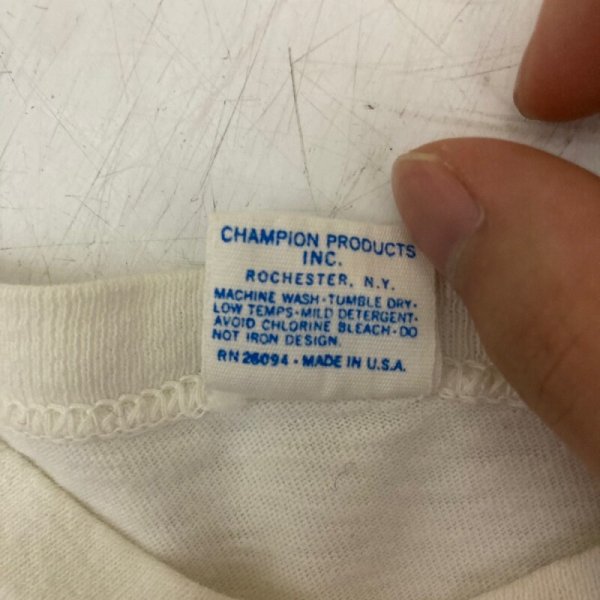 CHAMPION PRODUCTS
INC.
ROCHESTER, N.Y.
MACHINE WASH·TUMBLE DRY·
LOW TEMPS·MILD DETERGENT·
AVOID CHLORINE BLEACH·DO
NOT IRON DESIGN.
RN 26094 · MADE IN U.S.A.